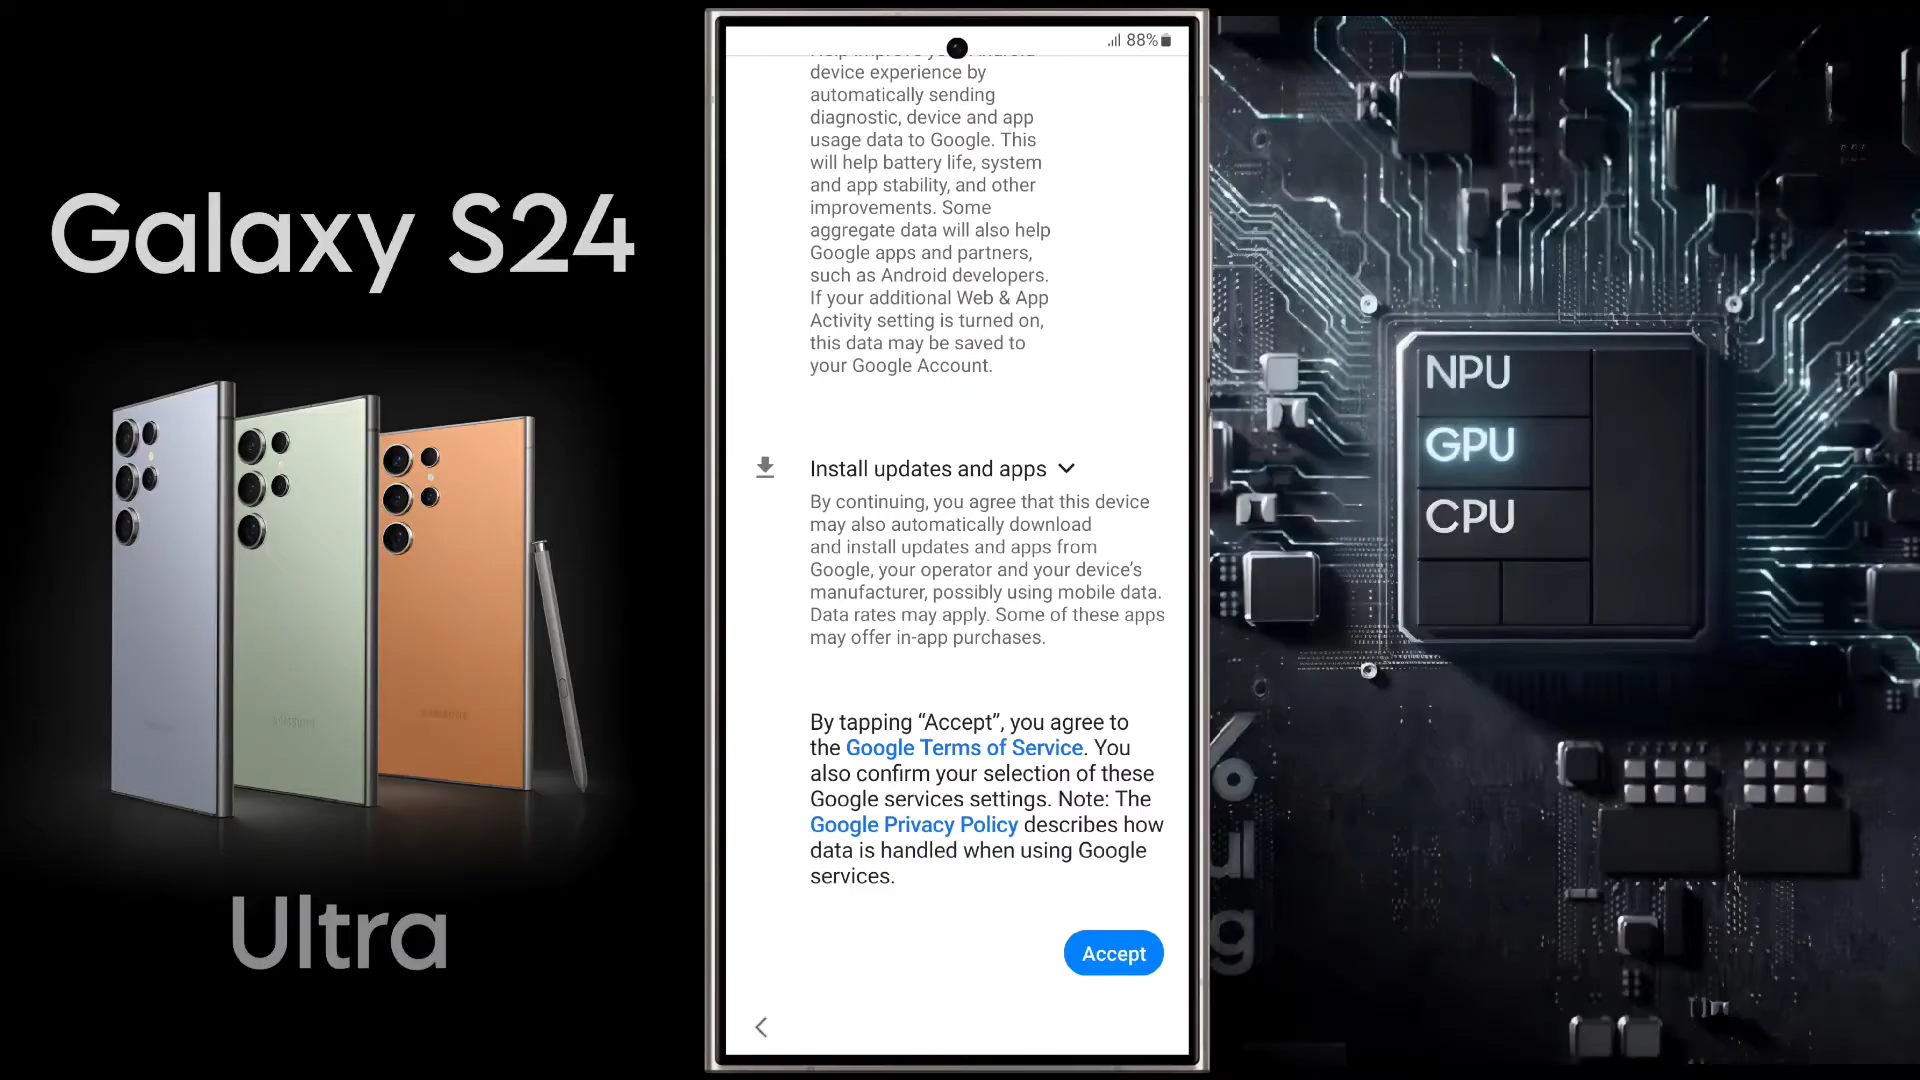 Galaxy S24
Ultra
88%
device experience by
automatically sending
diagnostic, device and app
usage data to Google. This
will help battery life, system
and app stability, and other
improvements. Some
aggregate data will also help
Google apps and partners,
such as Android developers.
If your additional Web & App
Activity setting is turned on,
this data may be saved to
your Google Account.
Install updates and apps
By continuing, you agree that this device
may also automatically download
and install updates and apps from
Google, your operator and your device’s
manufacturer, possibly using mobile data.
Data rates may apply. Some of these apps
may offer in-app purchases.
By tapping “Accept”, you agree to
the Google Terms of Service. You
also confirm your selection of these
Google services settings. Note: The
Google Privacy Policy describes how
data is handled when using Google
services.
Accept
NPU
GPU
CPU
SAMSUNG
SAMSUNG